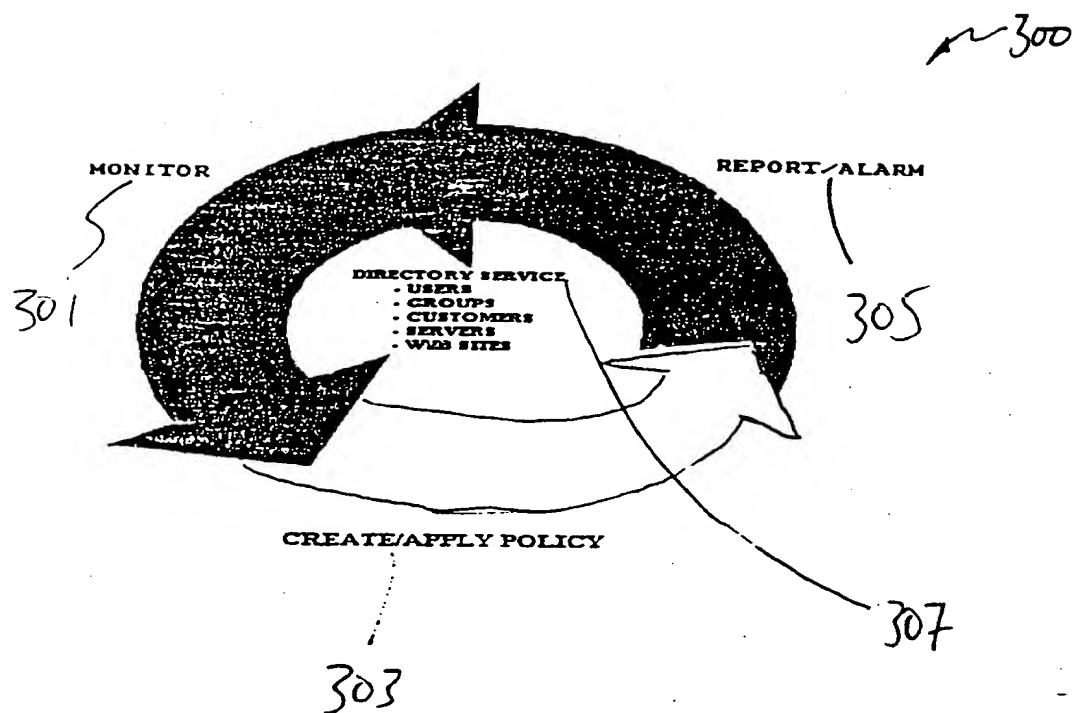 300
MONITOR
REPORT/ALARM
301
305
DIRECTORY SERVICE
- USERS
- GROUPS
- CUSTOMERS
- SERVERS
- WEB SITES
CREATE/APPLY POLICY
307
303